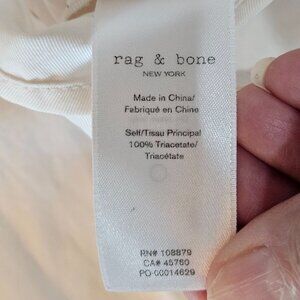 rag & bone
NEW YORK
Made in China/
Fabriqué en Chine
Self/Tissu Principal
100% Triacetate/
Triacétate
RN# 108879
CA# 45760
PO-00014629